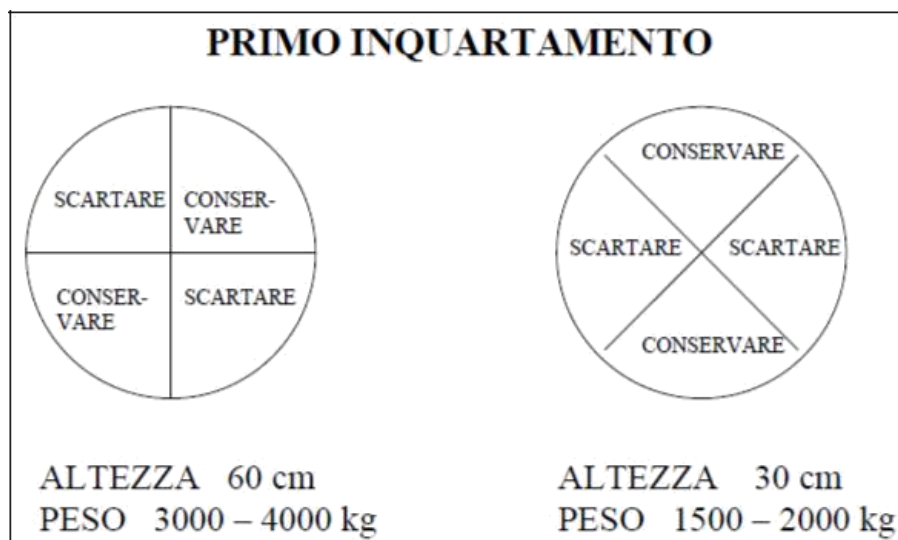 PRIMO INQUARTAMENTO
SCARTARE
CONSER-
VARE
CONSER-
VARE
SCARTARE
ALTEZZA 60 cm
PESO 3000 – 4000 kg
CONSERVARE
SCARTARE
SCARTARE
CONSERVARE
ALTEZZA 30 cm
PESO 1500 – 2000 kg